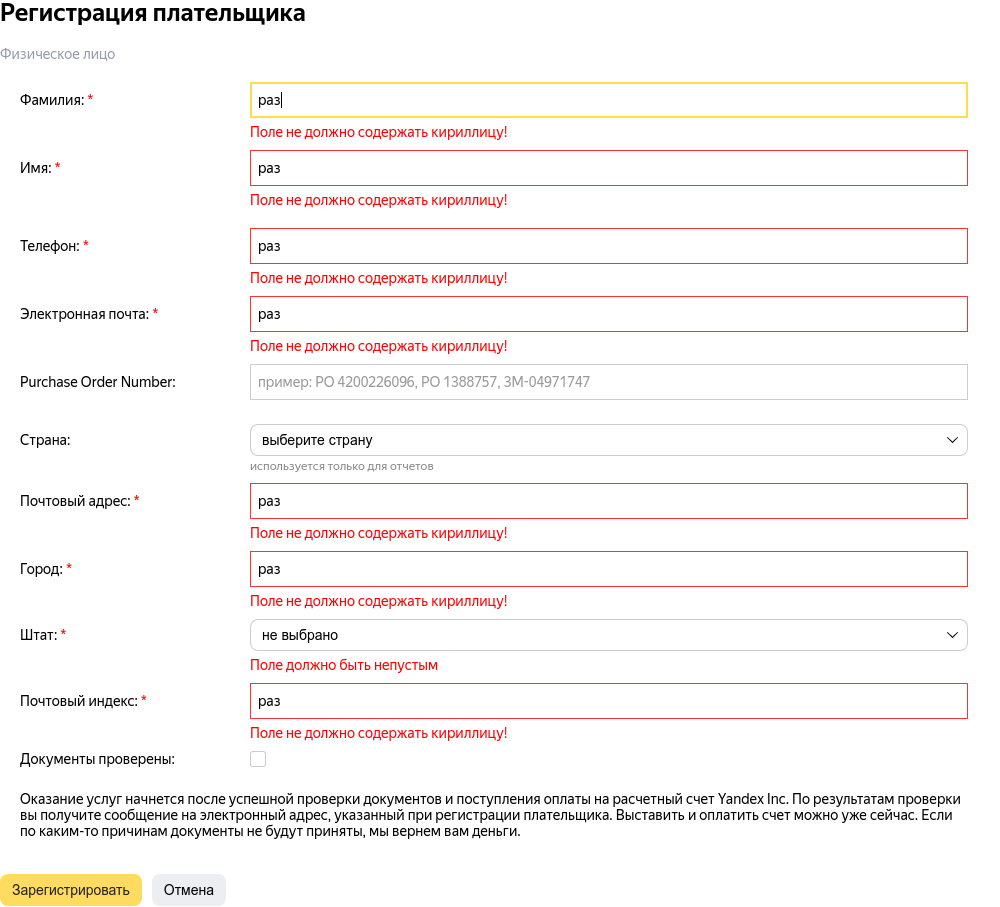 Регистрация плательщика
Физическое лицо
Фамилия: * раз
Поле не должно содержать кириллицу!
Имя: * раз
Поле не должно содержать кириллицу!
Телефон: * раз
Поле не должно содержать кириллицу!
Электронная почта: * раз
Поле не должно содержать кириллицу!
Purchase Order Number: пример: PO 4200226096, PO 1388757, 3M-04971747
Страна: выберите страну
используется только для отчетов
Почтовый адрес: * раз
Поле не должно содержать кириллицу!
Город: * раз
Поле не должно содержать кириллицу!
Штат: * не выбрано
Поле должно быть непустым
Почтовый индекс: * раз
Поле не должно содержать кириллицу!
Документы проверены:
Оказание услуг начнется после успешной проверки документов и поступления оплаты на расчетный счет Yandex Inc. По результатам проверки
вы получите сообщение на электронный адрес, указанный при регистрации плательщика. Выставить и оплатить счет можно уже сейчас. Если
по каким-то причинам документы не будут приняты, мы вернем вам деньги.
Зарегистрировать Отмена